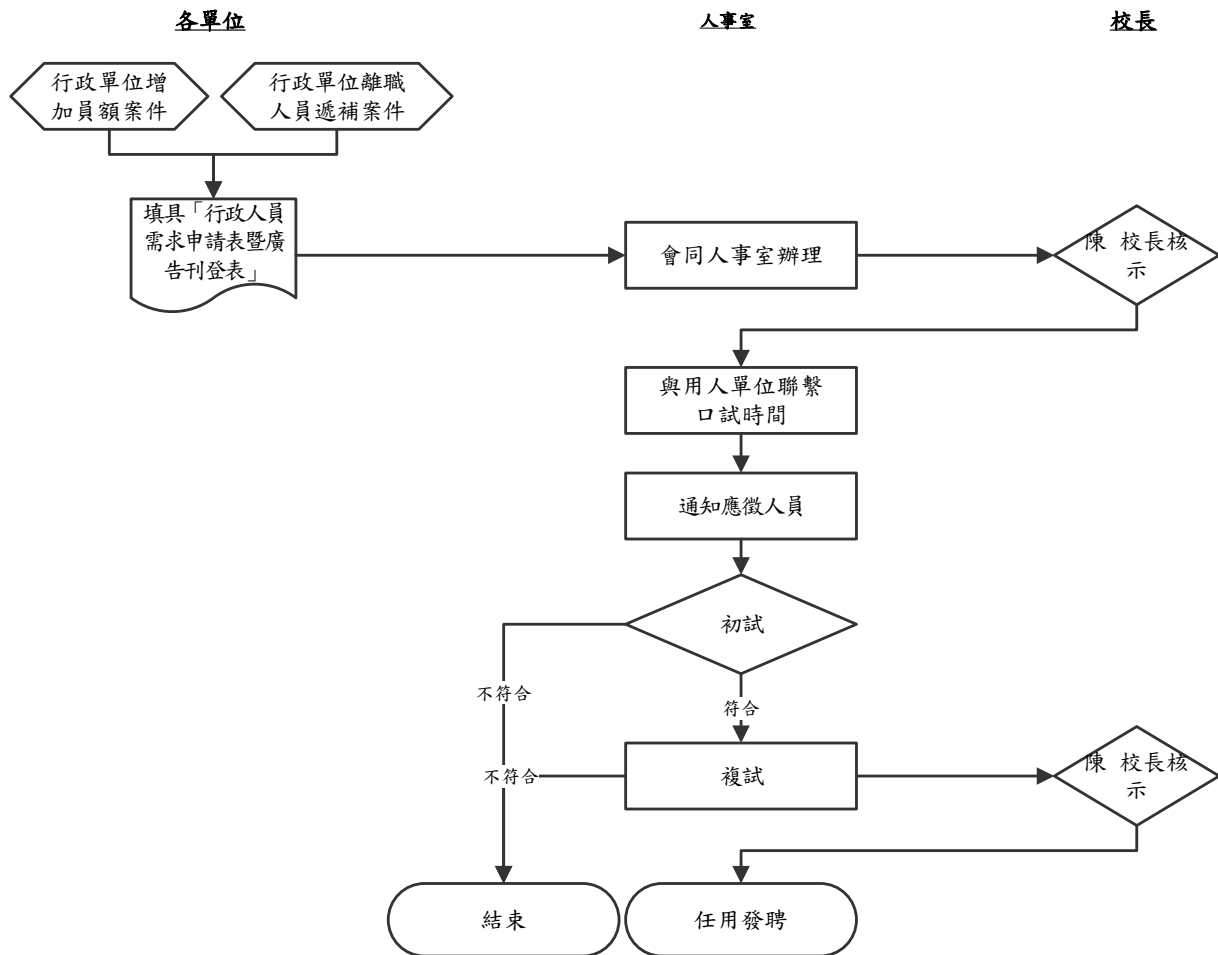 各單位
人事室
校長
行政單位增
加員額案件
行政單位離職
人員遞補案件
填具「行政人員
需求申請表暨廣
告刊登表」
會同人事室辦理
陳 校長核
示
與用人單位聯繫
口試時間
通知應徵人員
初試
不符合
符合
複試
不符合
陳 校長核
示
結束
任用發聘